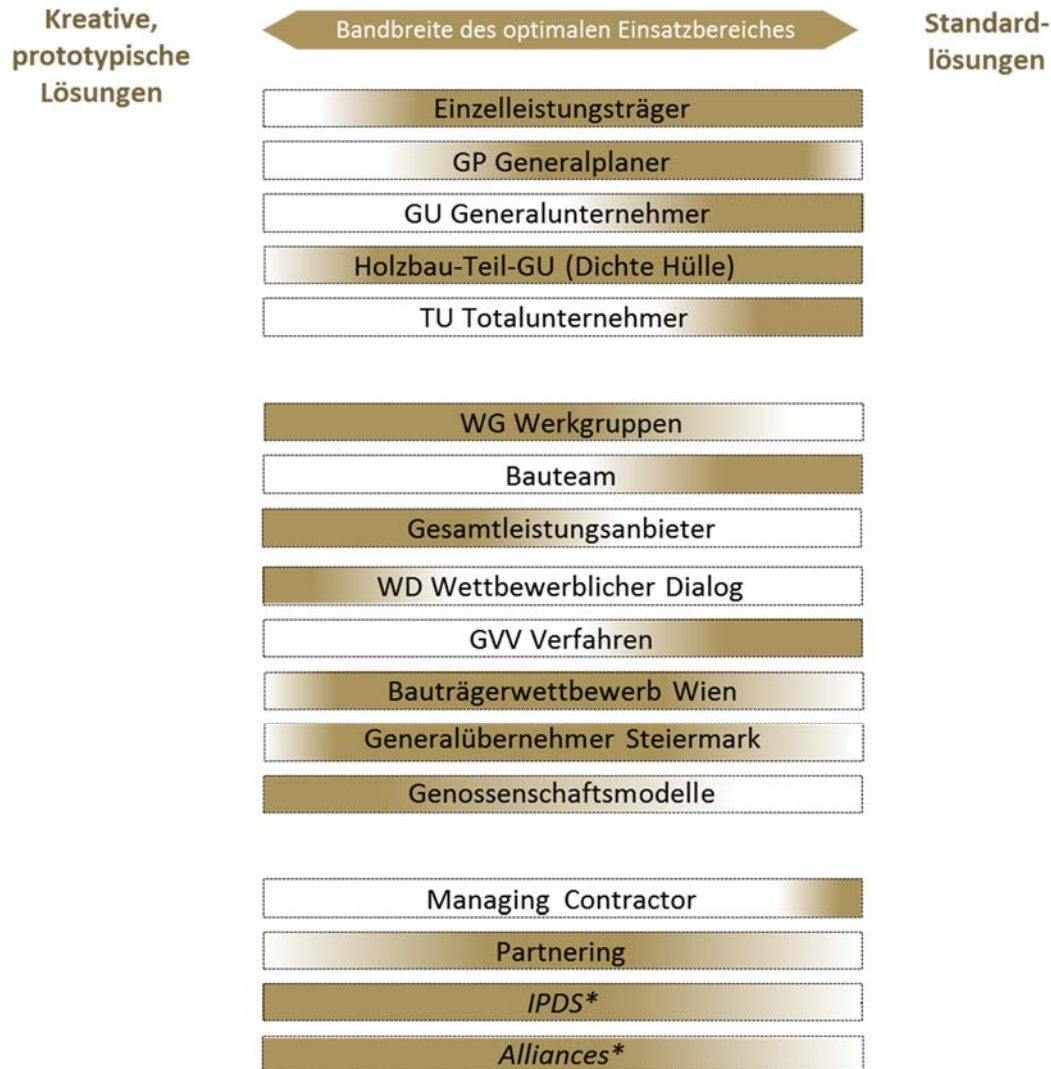 Kreative,
prototypische
Lösungen
Bandbreite des optimalen Einsatzbereiches
Standard-
lösungen
Einzelleistungsträger
GP Generalplaner
GU Generalunternehmer
Holzbau-Teil-GU (Dichte Hülle)
TU Totalunternehmer
WG Werkgruppen
Bauteam
Gesamtleistungsanbieter
WD Wettbewerblicher Dialog
GVV Verfahren
Bauträgerwettbewerb Wien
Generalübernehmer Steiermark
Genossenschaftsmodelle
Managing Contractor
Partnering
IPDS*
Alliances*